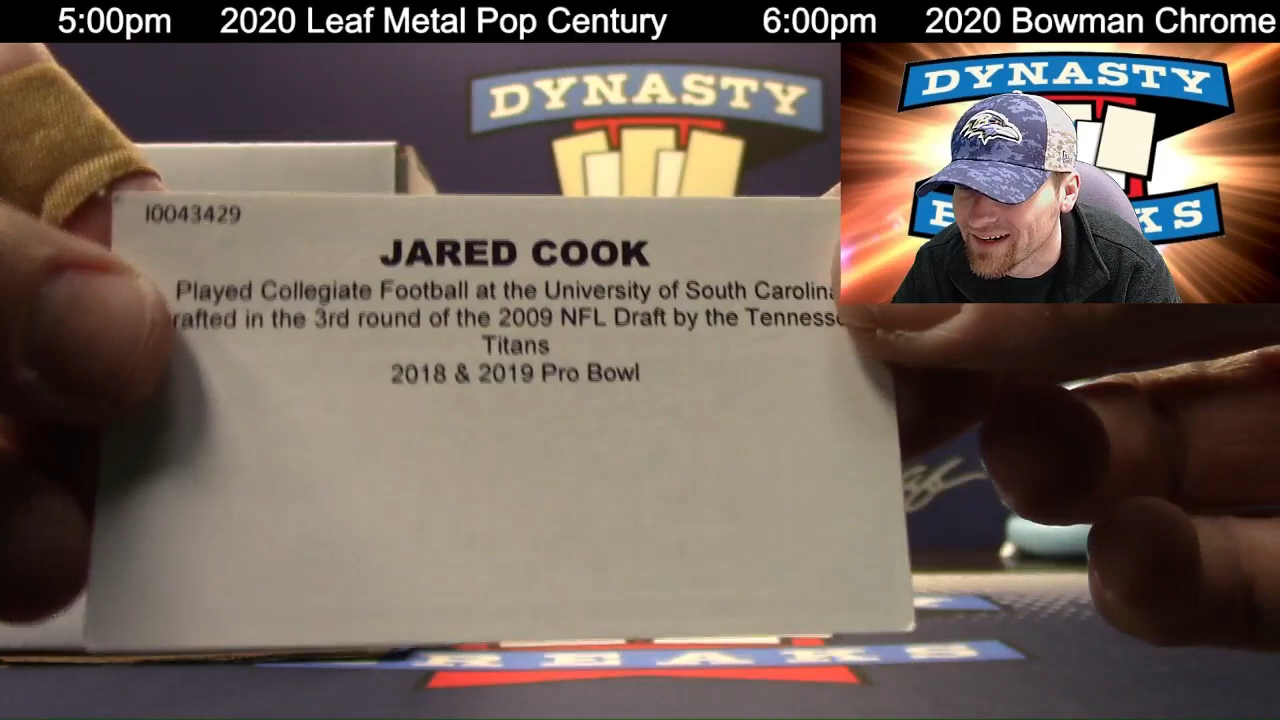 5:00pm 2020 Leaf Metal Pop Century 6:00pm 2020 Bowman Chrome
DYNASTY
DYNASTY
I0043429
JARED COOK
Played Collegiate Football at the University of South Carolina
rafted in the 3rd round of the 2009 NFL Draft by the Tennesse
Titans
2018 & 2019 Pro Bowl